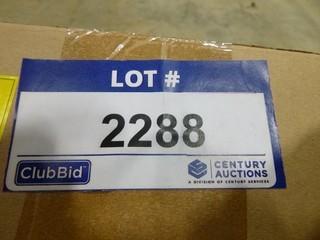 LOT #
2288
ClubBid
CENTURY
AUCTIONS
A DIVISION OF CENTURY SERVICES